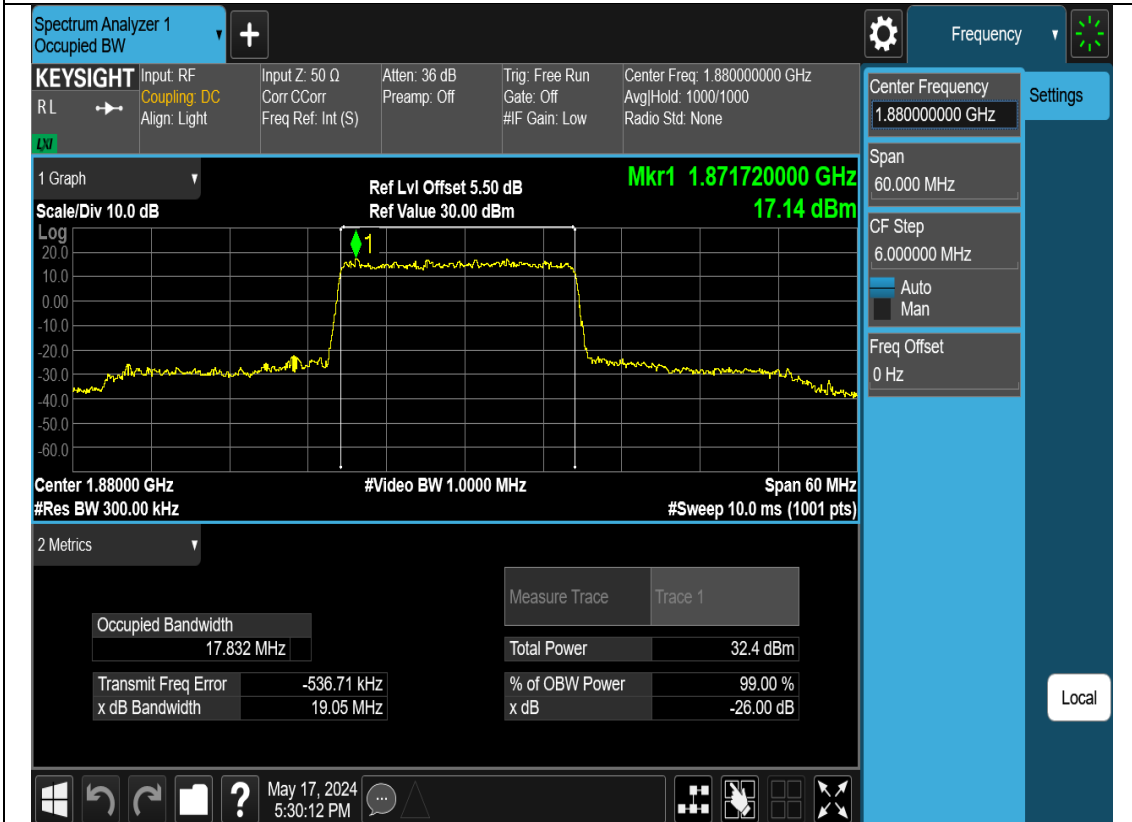 Spectrum Analyzer 1
Occupied BW
+
Frequency
KEYSIGHT
R L
LXI
Input: RF
Coupling: DC
Align: Light
Input Z: 50 Ω
Corr CCorr
Freq Ref: Int (S)
Atten: 36 dB
Preamp: Off
Trig: Free Run
Gate: Off
#IF Gain: Low
Center Freq: 1.880000000 GHz
Avg|Hold: 1000/1000
Radio Std: None
Center Frequency
1.880000000 GHz
Settings
Span
60.000 MHz
CF Step
6.000000 MHz
Auto
Man
Freq Offset
0 Hz
Local
1 Graph
Scale/Div 10.0 dB
Ref Lvl Offset 5.50 dB
Ref Value 30.00 dBm
Mkr1 1.871720000 GHz
17.14 dBm
Log
1
20.0
10.0
0.00
-10.0
-20.0
-30.0
-40.0
-50.0
-60.0
Center 1.88000 GHz
#Video BW 1.0000 MHz
Span 60 MHz
#Res BW 300.00 kHz
#Sweep 10.0 ms (1001 pts)
2 Metrics
Measure Trace Trace 1
Occupied Bandwidth
17.832 MHz
Total Power 32.4 dBm
Transmit Freq Error -536.71 kHz
% of OBW Power 99.00 %
x dB Bandwidth 19.05 MHz
x dB -26.00 dB
?
May 17, 2024
5:30:12 PM